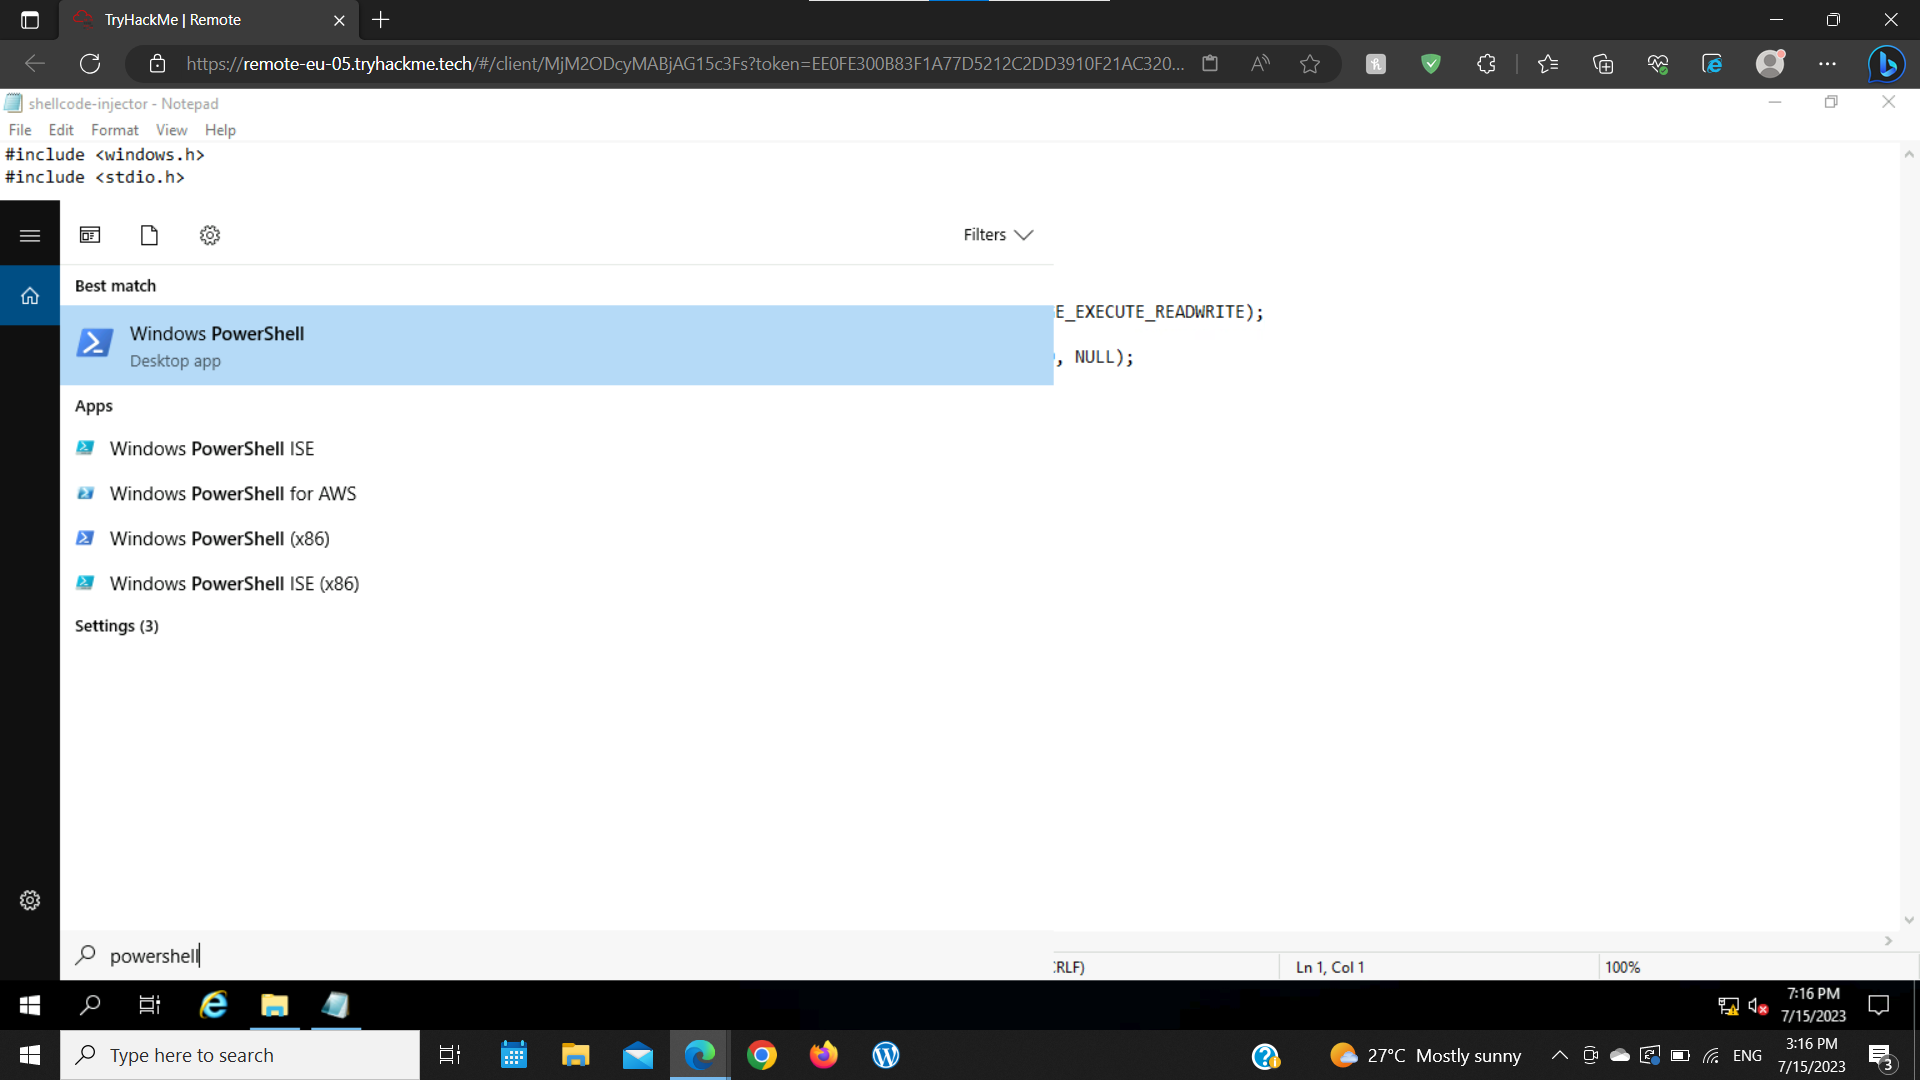 TryHackMe | Remote
https://remote-eu-05.tryhackme.tech/#/client/MjM2ODcyMABjAG15c3Fs?token=EE0FE300B83F1A77D5212C2DD3910F21AC320...
shellcode-injector - Notepad
File Edit Format View Help
#include <windows.h>
#include <stdio.h>
Filters
Best match
Windows PowerShell
Desktop app
E_EXECUTE_READWRITE);
, NULL);
Apps
Windows PowerShell ISE
Windows PowerShell for AWS
Windows PowerShell (x86)
Windows PowerShell ISE (x86)
Settings (3)
powershell
RLF)
Ln 1, Col 1
100%
7:16 PM
7/15/2023
Type here to search
27°C Mostly sunny
ENG
3:16 PM
7/15/2023
3